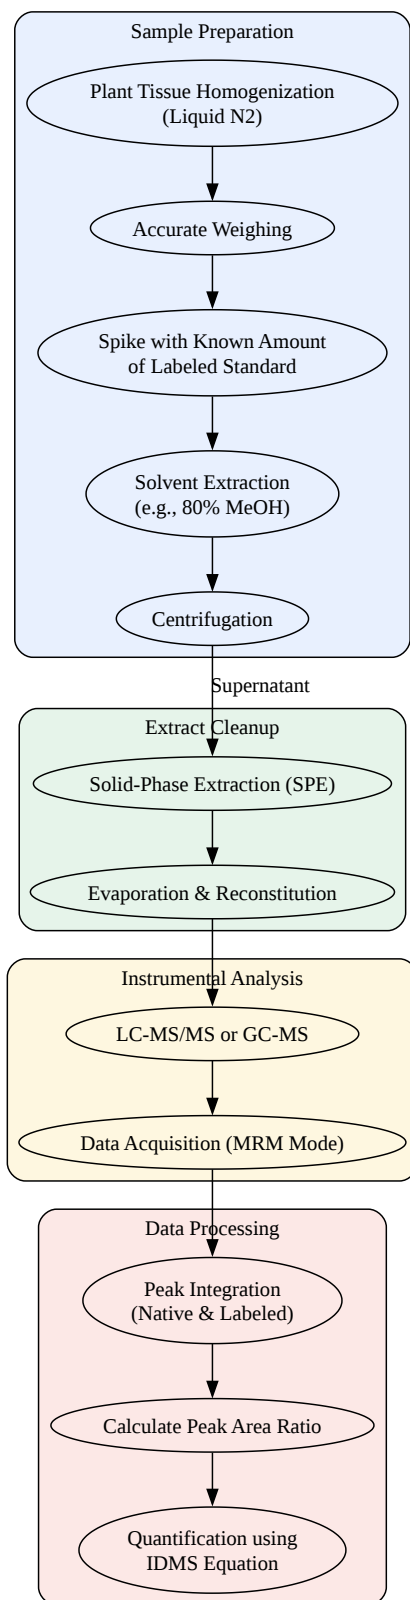 Sample Preparation
Plant Tissue Homogenization
(Liquid N2)
Accurate Weighing
Spike with Known Amount
of Labeled Standard
Solvent Extraction
(e.g., 80% MeOH)
Centrifugation
Supernatant
Extract Cleanup
Solid-Phase Extraction (SPE)
Evaporation & Reconstitution
Instrumental Analysis
LC-MS/MS or GC-MS
Data Acquisition (MRM Mode)
Data Processing
Peak Integration
(Native & Labeled)
Calculate Peak Area Ratio
Quantification using
IDMS Equation